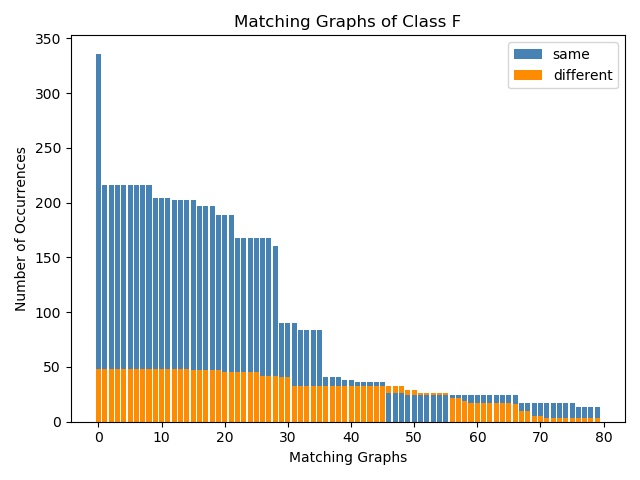 Matching Graphs of Class F
same
different
Number of Occurrences
350
300
250
200
150
100
50
0
0 10 20 30 40 50 60 70 80
Matching Graphs